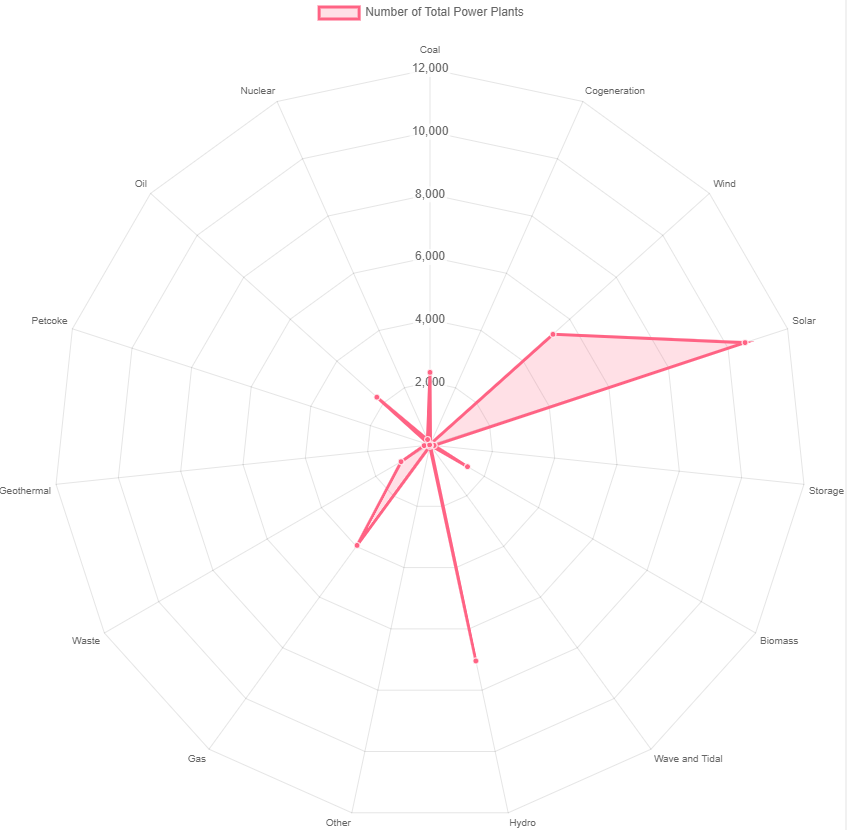 Number of Total Power Plants
Coal
12,000
Nuclear
Cogeneration
10,000
Oil
Wind
8,000
6,000
Petcoke
4,000
Solar
2,000
Geothermal
Storage
Waste
Biomass
Gas
Wave and Tidal
Other
Hydro